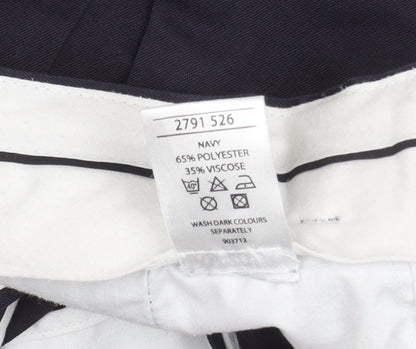 2791 526
NAVY
65% POLYESTER
35% VISCOSE
40°
WASH DARK COLOURS
SEPARATELY
903712